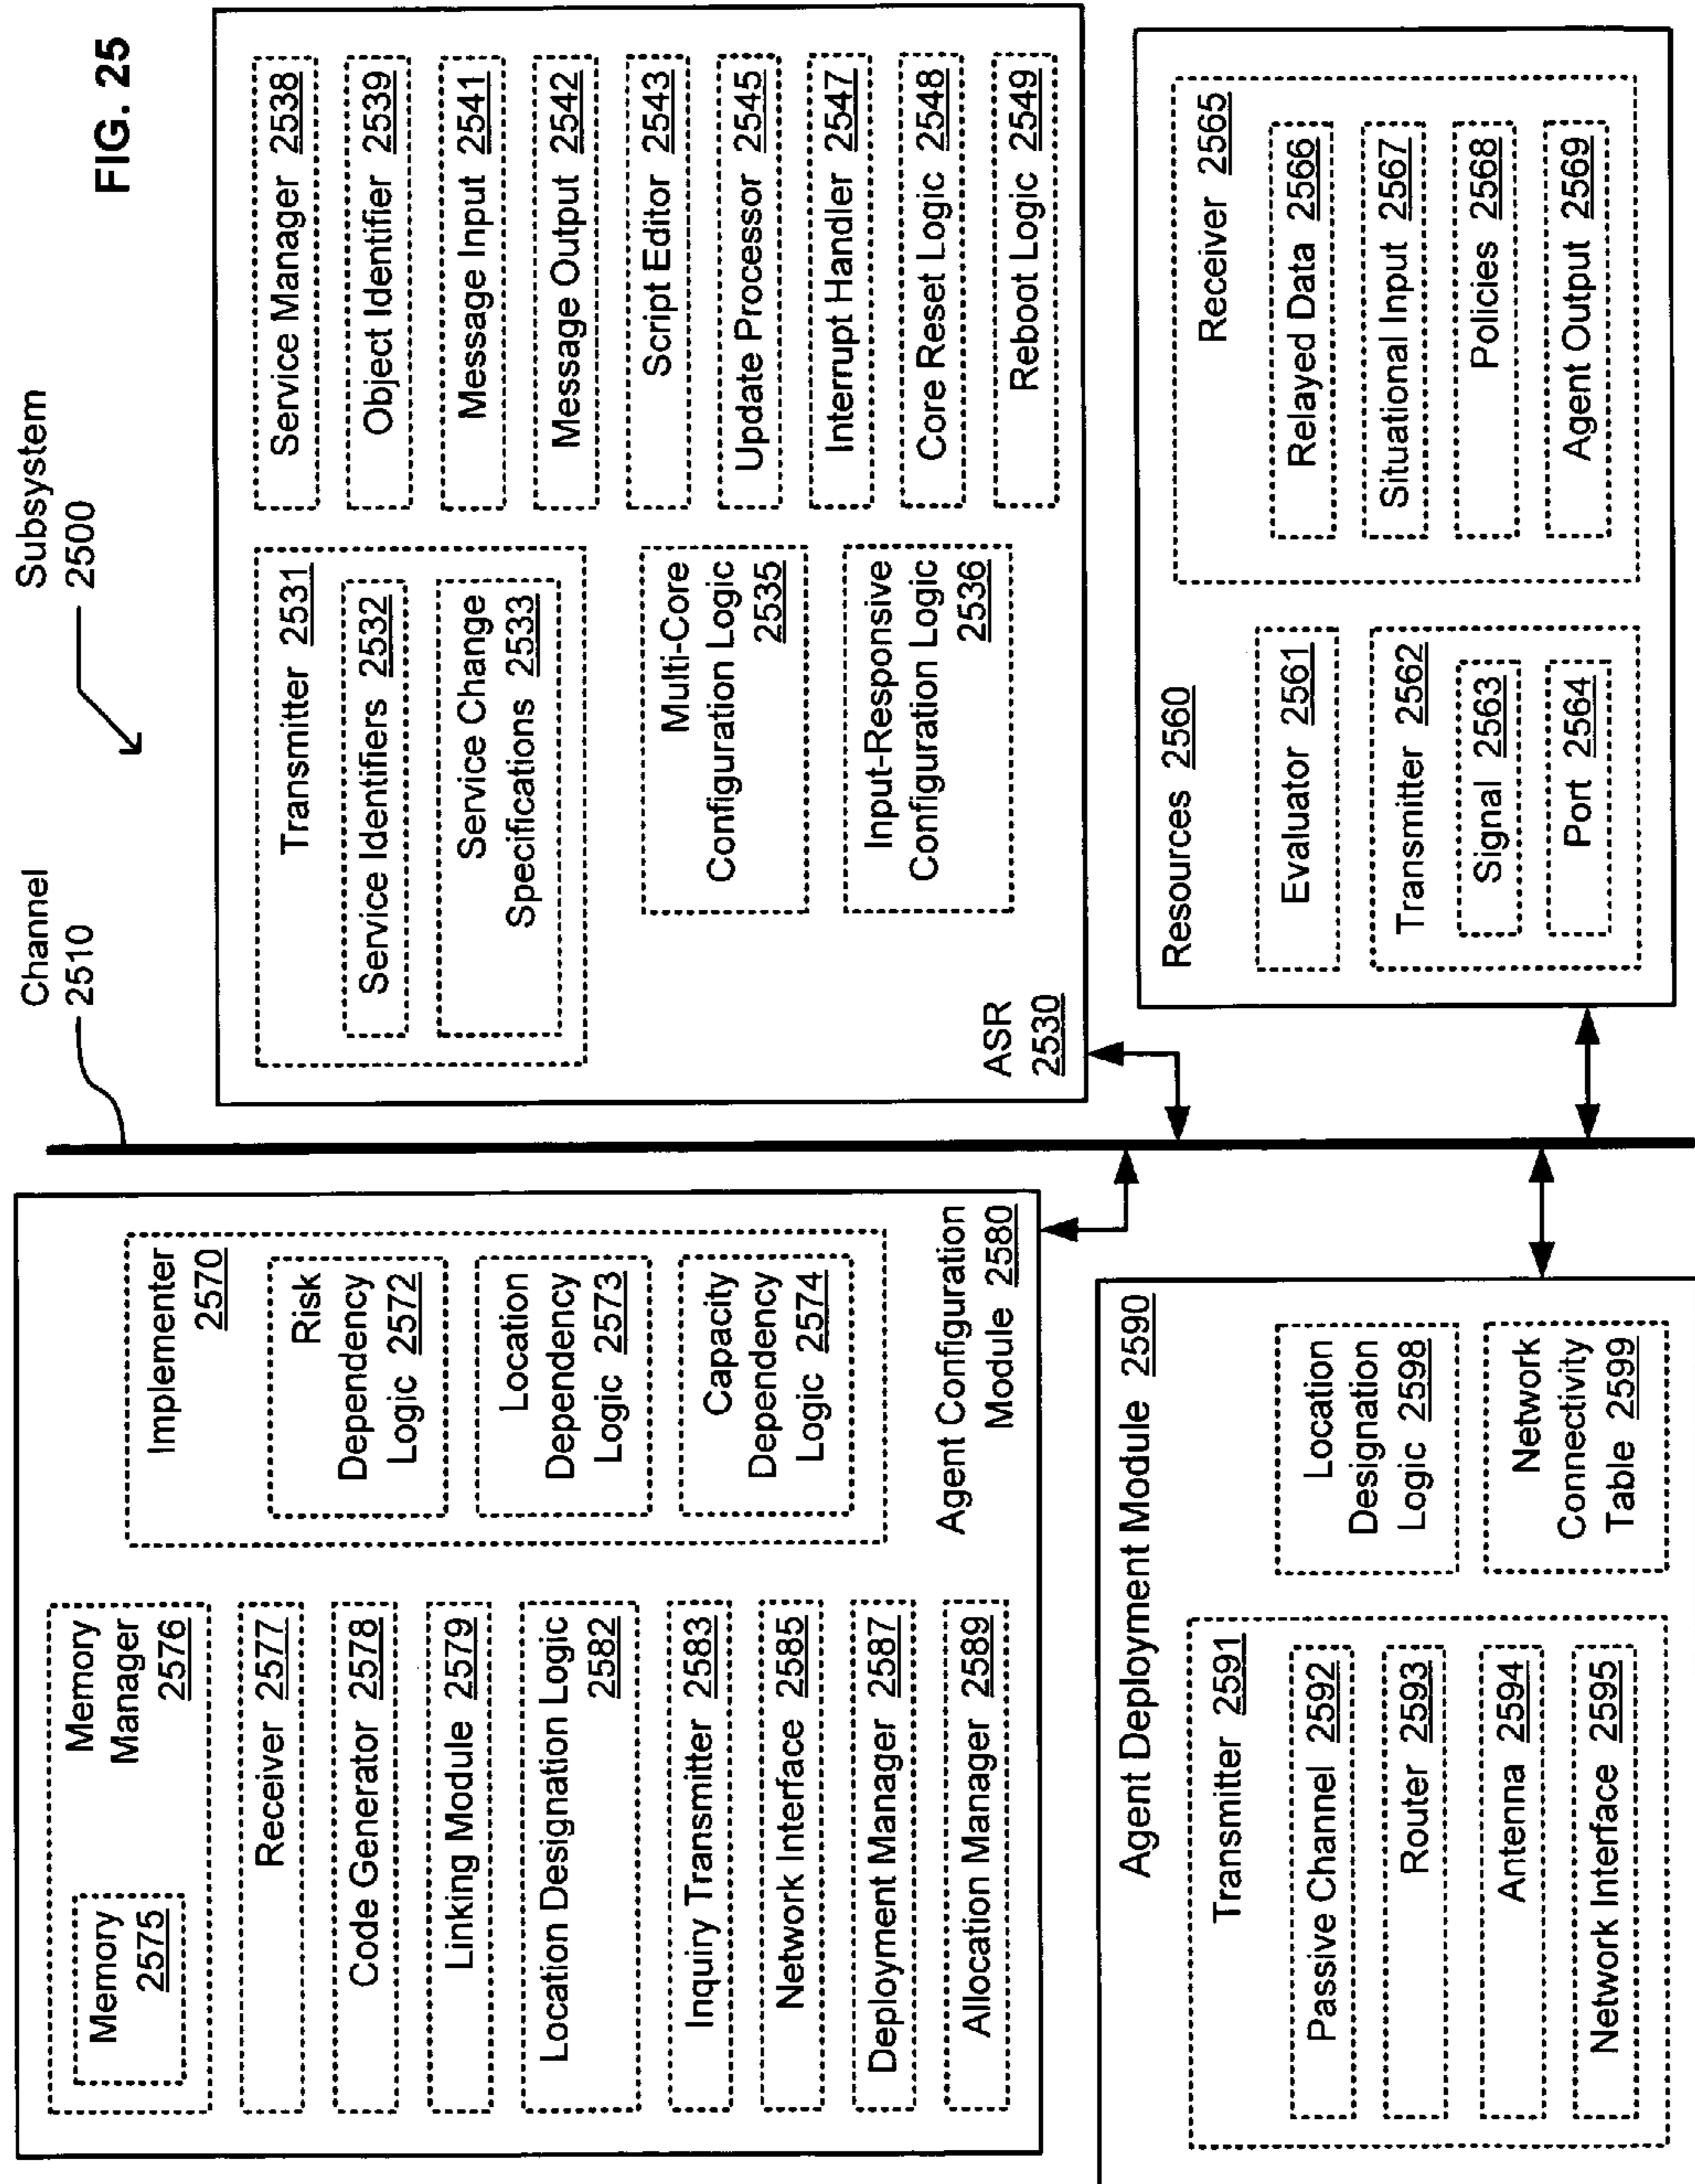 FIG. 25
Subsystem
2500
Channel
2510
Memory
Manager
2576
Memory
2575
Receiver 2577
Code Generator 2578
Linking Module 2579
Location Designation Logic
2582
Inquiry Transmitter 2583
Network Interface 2585
Deployment Manager 2587
Allocation Manager 2589
Implementer
2570
Risk
Dependency
Logic 2572
Location
Dependency
Logic 2573
Capacity
Dependency
Logic 2574
Agent Configuration
Module 2580
Transmitter 2531
Service Identifiers 2532
Service Change
Specifications 2533
Multi-Core
Configuration Logic
2535
Input-Responsive
Configuration Logic
2536
ASR
2530
Service Manager 2538
Object Identifier 2539
Message Input 2541
Message Output 2542
Script Editor 2543
Update Processor 2545
Interrupt Handler 2547
Core Reset Logic 2548
Reboot Logic 2549
Agent Deployment Module 2590
Transmitter 2591
Passive Channel 2592
Router 2593
Antenna 2594
Network Interface 2595
Location
Designation
Logic 2598
Network
Connectivity
Table 2599
Resources 2560
Evaluator 2561
Transmitter 2562
Signal 2563
Port 2564
Receiver 2565
Relayed Data 2566
Situational Input 2567
Policies 2568
Agent Output 2569